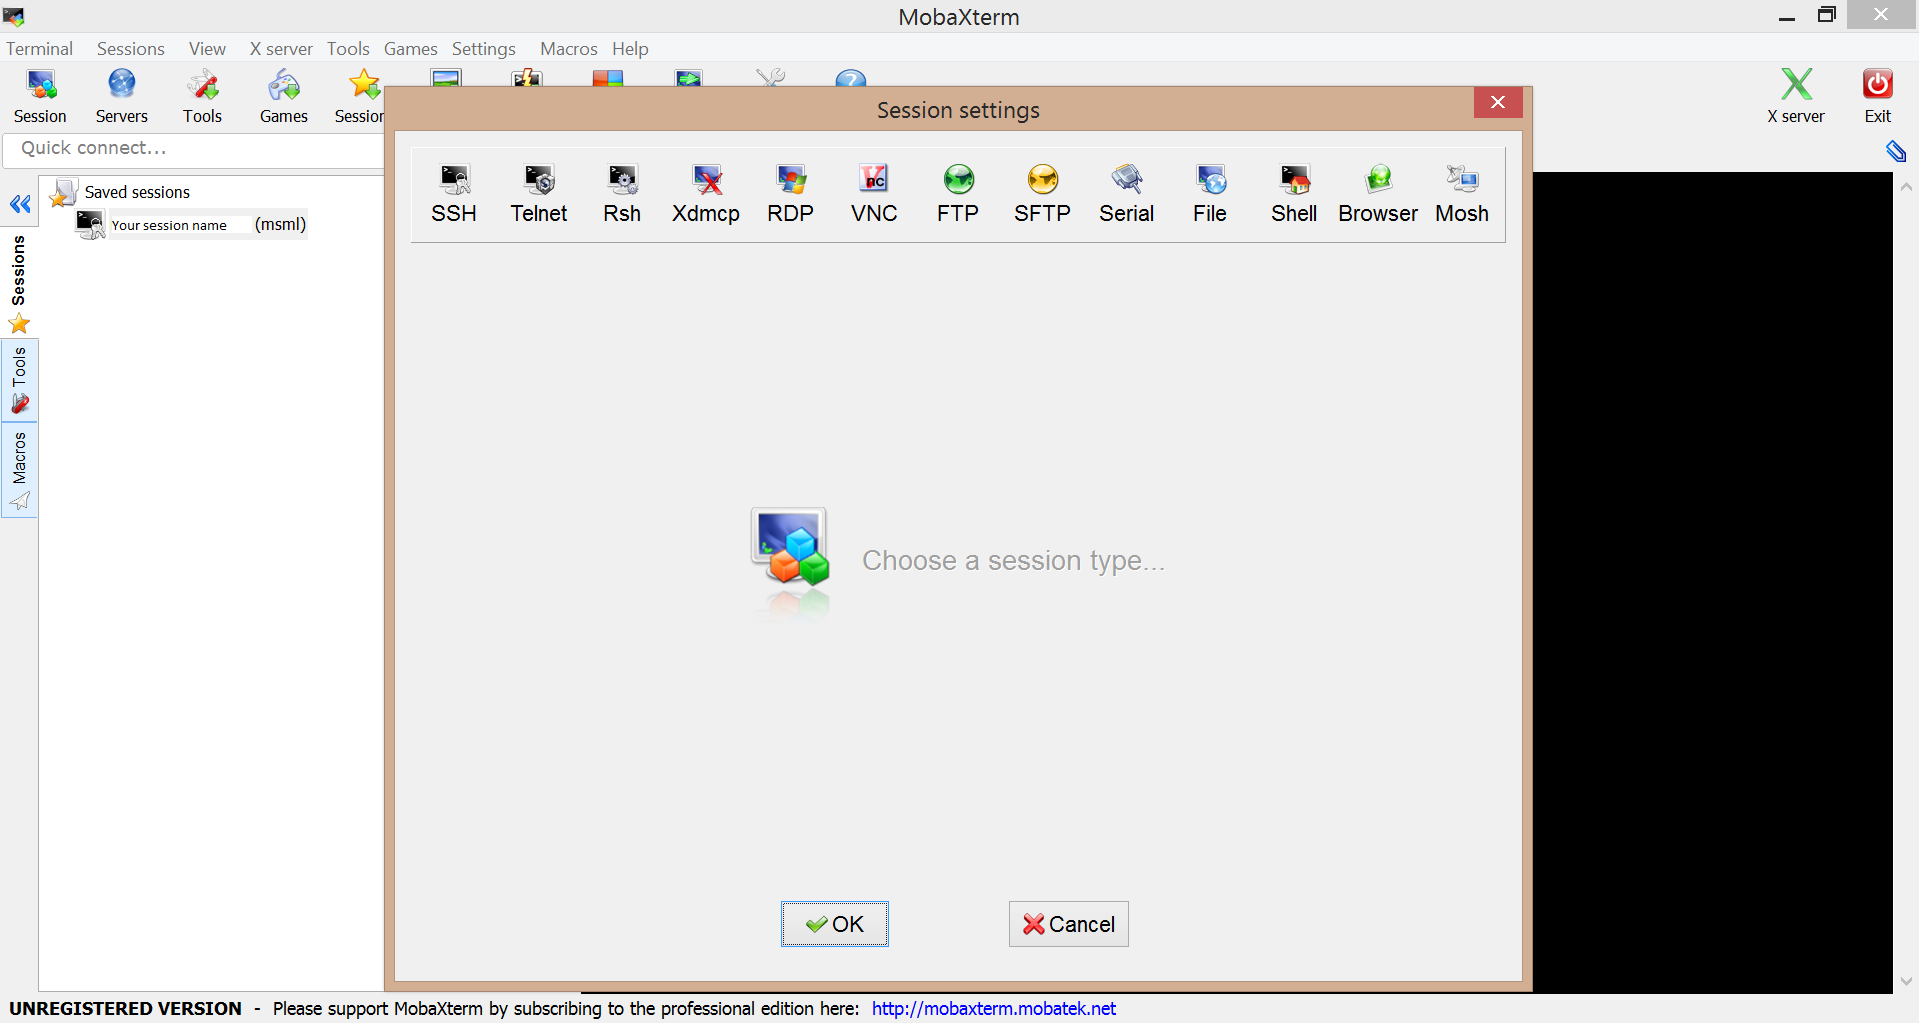 MobaXterm
Terminal Sessions View X server Tools Games Settings Macros Help
Session Servers Tools Games Session
X server Exit
Quick connect...
Saved sessions
Your session name (msml)
Sessions
Tools
Macros
Session settings
SSH Telnet Rsh Xdmcp RDP VNC FTP SFTP Serial File Shell Browser Mosh
Choose a session type...
OK Cancel
UNREGISTERED VERSION - Please support MobaXterm by subscribing to the professional edition here: http://mobaxterm.mobatek.net